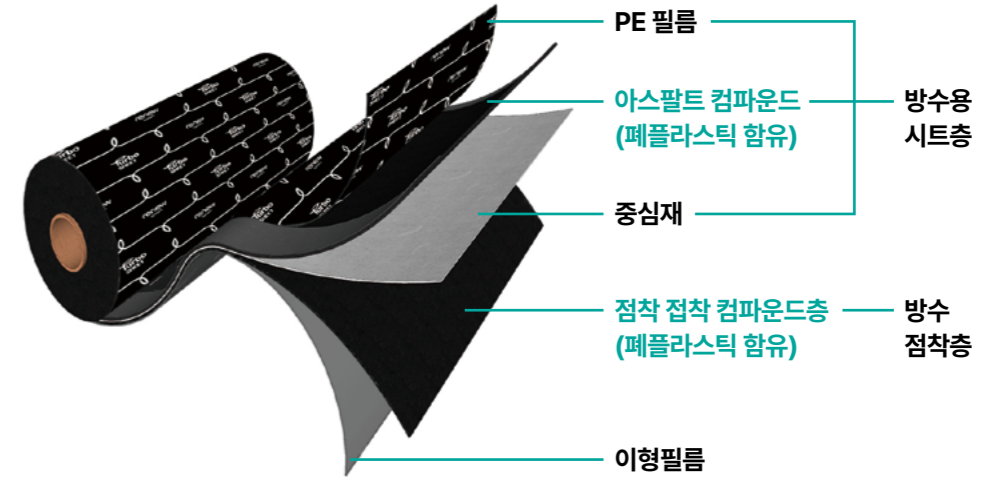 PE 필름
아스팔트 컴파운드
(폐플라스틱 함유)
방수용
시트층
중심재
점착 접착 컴파운드층
(폐플라스틱 함유)
방수
점착층
이형필름